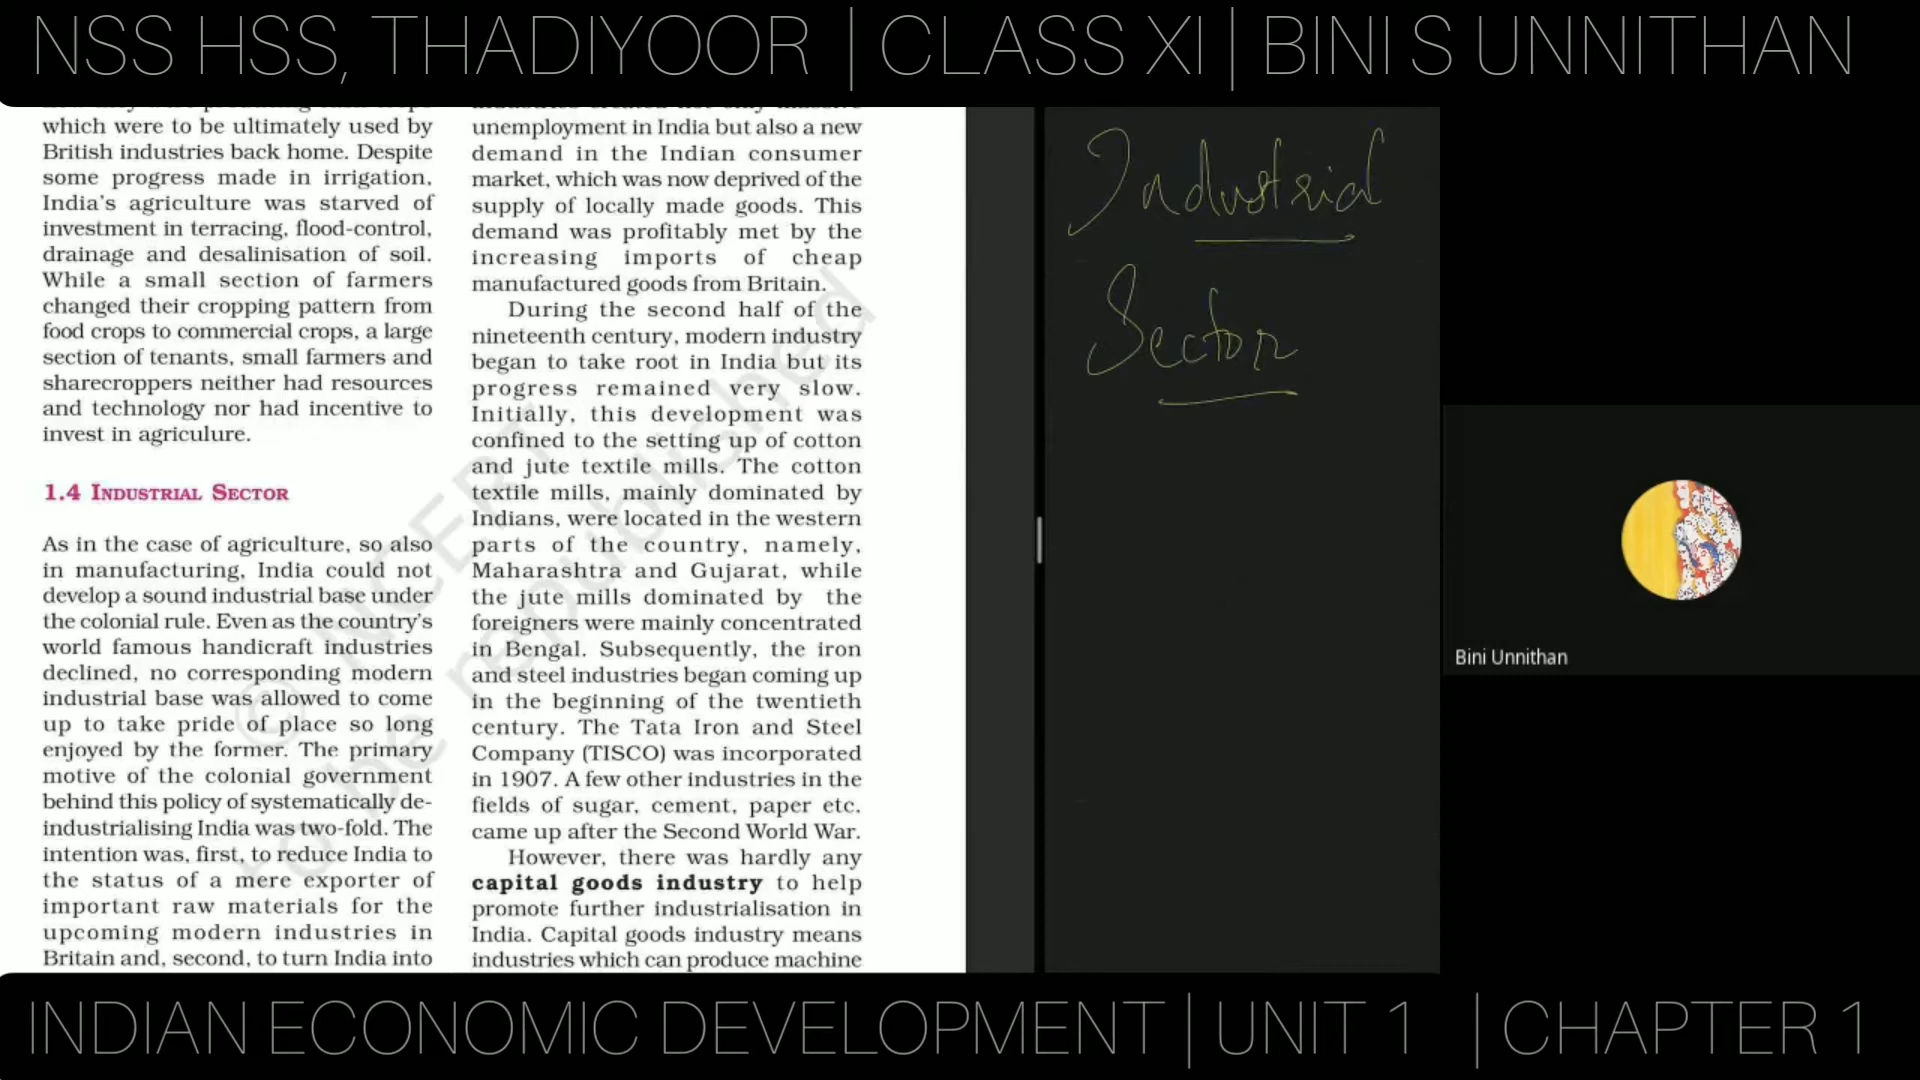 NSS HSS, THADIYOOR | CLASS XI | BINI S UNNITHAN
which were to be ultimately used by
British industries back home. Despite
some progress made in irrigation,
India's agriculture was starved of
investment in terracing, flood-control,
drainage and desalinisation of soil.
While a small section of farmers
changed their cropping pattern from
food crops to commercial crops, a large
section of tenants, small farmers and
sharecroppers neither had resources
and technology nor had incentive to
invest in agriculure.
1.4 INDUSTRIAL SECTOR
As in the case of agriculture, so also
in manufacturing, India could not
develop a sound industrial base under
the colonial rule. Even as the country's
world famous handicraft industries
declined, no corresponding modern
industrial base was allowed to come
up to take pride of place so long
enjoyed by the former. The primary
motive of the colonial government
behind this policy of systematically de-
industrialising India was two-fold. The
intention was, first, to reduce India to
the status of a mere exporter of
important raw materials for the
upcoming modern industries in
Britain and, second, to turn India into
unemployment in India but also a new
demand in the Indian consumer
market, which was now deprived of the
supply of locally made goods. This
demand was profitably met by the
increasing imports of cheap
manufactured goods from Britain.
During the second half of the
nineteenth century, modern industry
began to take root in India but its
progress remained very slow.
Initially, this development was
confined to the setting up of cotton
and jute textile mills. The cotton
textile mills, mainly dominated by
Indians, were located in the western
parts of the country, namely,
Maharashtra and Gujarat, while
the jute mills dominated by the
foreigners were mainly concentrated
in Bengal. Subsequently, the iron
and steel industries began coming up
in the beginning of the twentieth
century. The Tata Iron and Steel
Company (TISCO) was incorporated
in 1907. A few other industries in the
fields of sugar, cement, paper etc.
came up after the Second World War.
However, there was hardly any
capital goods industry to help
promote further industrialisation in
India. Capital goods industry means
industries which can produce machine
© NCERT
be republished
Industrial
Sector
Bini Unnithan
INDIAN ECONOMIC DEVELOPMENT | UNIT 1 | CHAPTER 1